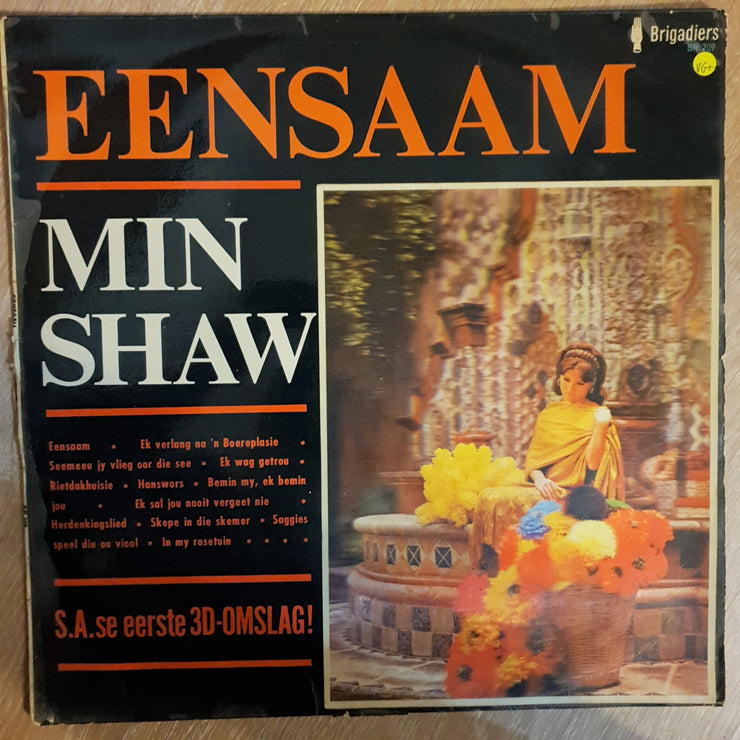 Brigadiers
BR 209
VG+
EENSAAM
MIN
SHAW
Eensaam • Ek verlang na 'n Boereplasie •
Seemeeu jy vlieg oor die see • Ek wag getrou •
Rietdakhuisie • Hanswors • Bemin my, ek bemin
jou • Ek sal jou nooit vergeet nie •
Herdenkingslied • Skepe in die skemer • Saggies
speel die ou viool • In my rosetuin • • • •
S.A.se eerste 3D-OMSLAG!